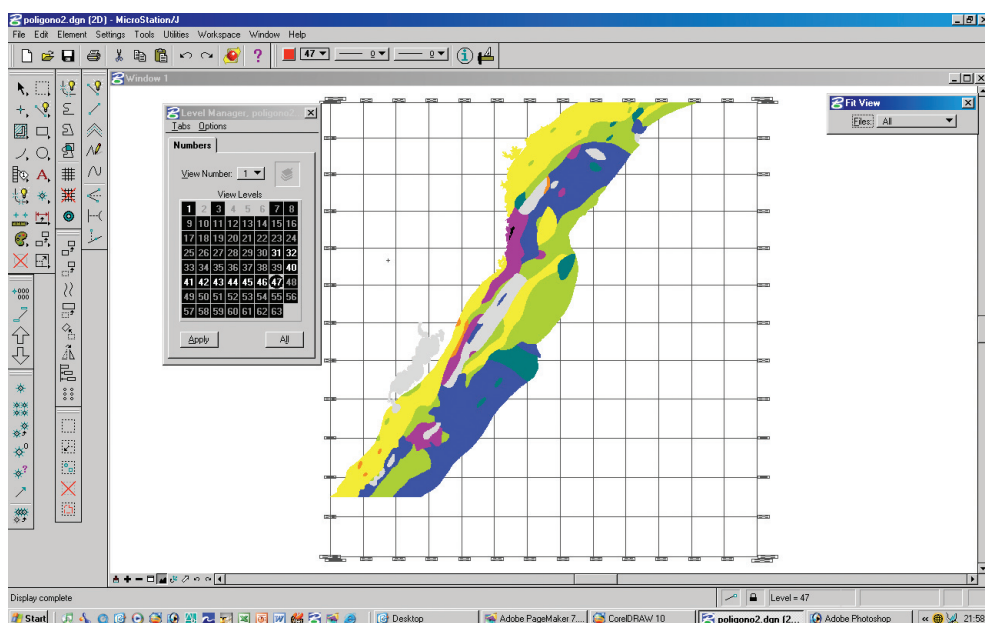 poligono2.dgn (2D) - MicroStation/J
File Edit Element Settings Tools Utilities Workspace Window Help
47 0 0
Window 1
Level Manager, poligono2.
Tabs Options
Numbers
View Number: 1
View Levels
1 2 3 4 5 6 7 8
9 10 11 12 13 14 15 16
17 18 19 20 21 22 23 24
25 26 27 28 29 30 31 32
33 34 35 36 37 38 39 40
41 42 43 44 45 46 47 48
49 50 51 52 53 54 55 56
57 58 59 60 61 62 63
Apply All
Fit View
Files: All
Display complete
Level = 47
Start Desktop Adobe PageMaker 7.... CorelDRAW 10 poligono2.dgn (2... Adobe Photoshop 21:58